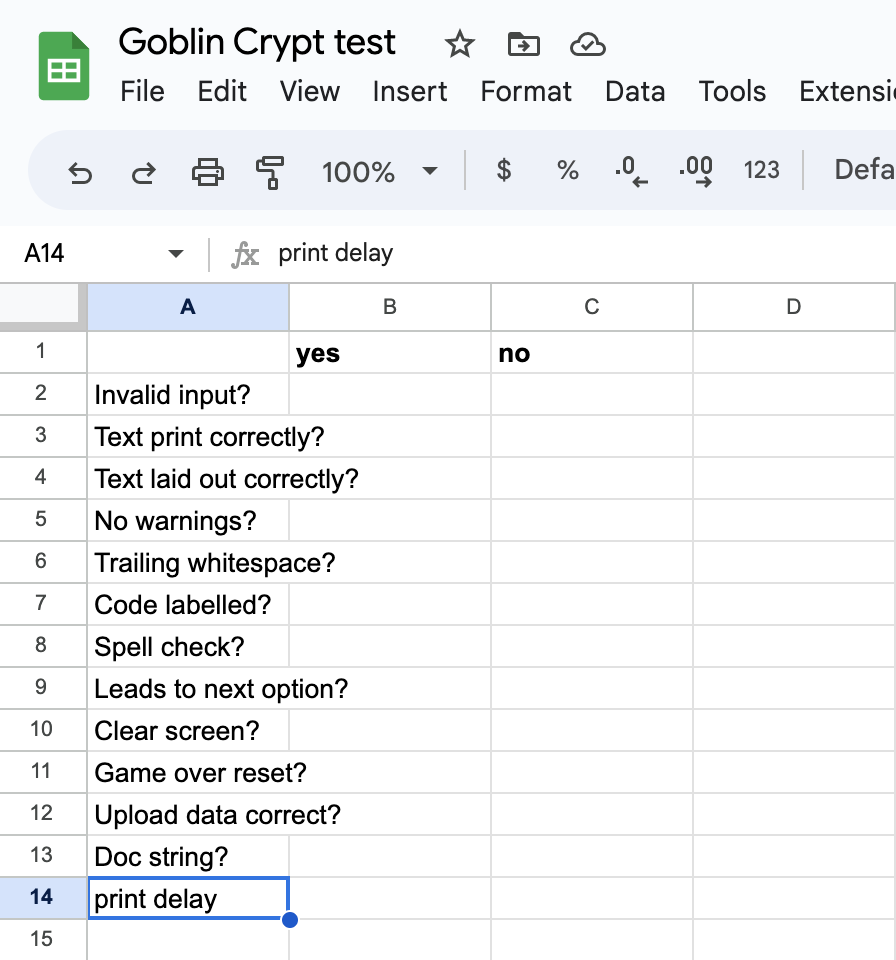 Goblin Crypt test
File Edit View Insert Format Data Tools Extensi
100% $ % .0 .00 123 Defa
A14 fx print delay
A B C D
1 yes no
2 Invalid input?
3 Text print correctly?
4 Text laid out correctly?
5 No warnings?
6 Trailing whitespace?
7 Code labelled?
8 Spell check?
9 Leads to next option?
10 Clear screen?
11 Game over reset?
12 Upload data correct?
13 Doc string?
14 print delay
15